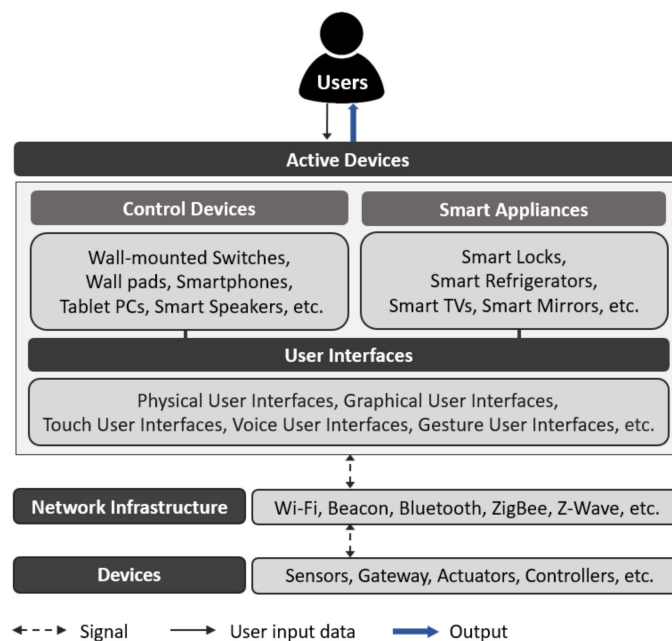 Users
Active Devices
Control Devices
Smart Appliances
Wall-mounted Switches,
Wall pads, Smartphones,
Tablet PCs, Smart Speakers, etc.
Smart Locks,
Smart Refrigerators,
Smart TVs, Smart Mirrors, etc.
User Interfaces
Physical User Interfaces, Graphical User Interfaces,
Touch User Interfaces, Voice User Interfaces, Gesture User Interfaces, etc.
Network Infrastructure
Wi-Fi, Beacon, Bluetooth, ZigBee, Z-Wave, etc.
Devices
Sensors, Gateway, Actuators, Controllers, etc.
Signal
User input data
Output